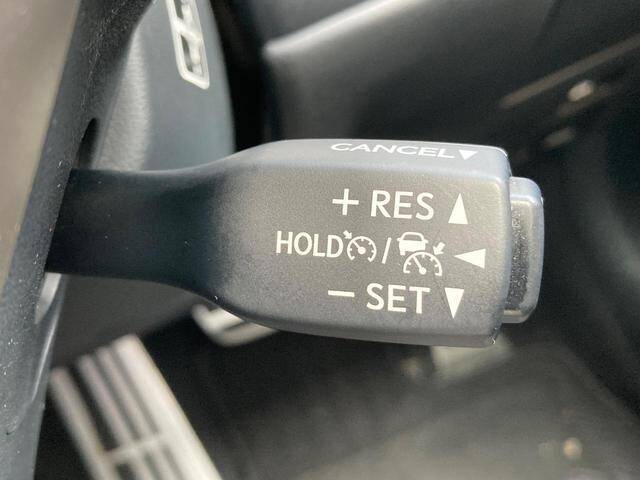 CANCEL▼
+ RES ▲
HOLD / ◀
− SET ▼